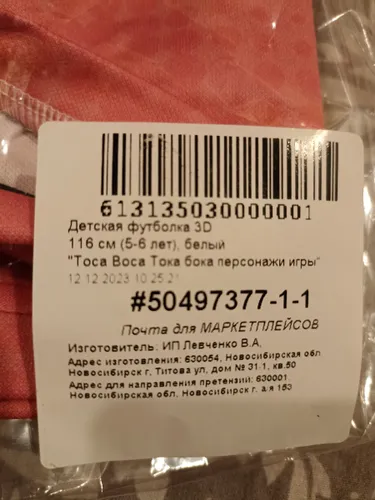 6131350300000001
Детская футболка 3D
116 см (5-6 лет), белый
"Тоса Воса Тока бока персонажи игры"
12.12.2023 10:25:21
#50497377-1-1
Почта для МАРКЕТПЛЕЙСОВ
Изготовитель: ИП Левченко В.А.
Адрес изготовления: 630054, Новосибирская обл
Новосибирск г, Титова ул, дом № 31.1, кв.50
Адрес для направления претензий: 630001,
Новосибирская обл, Новосибирск г, а/я 153